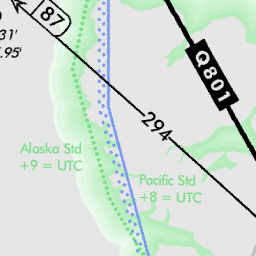 87
31'
.95'
Q801
294
Alaska Std
+9 = UTC
Pacific Std
+8 = UTC